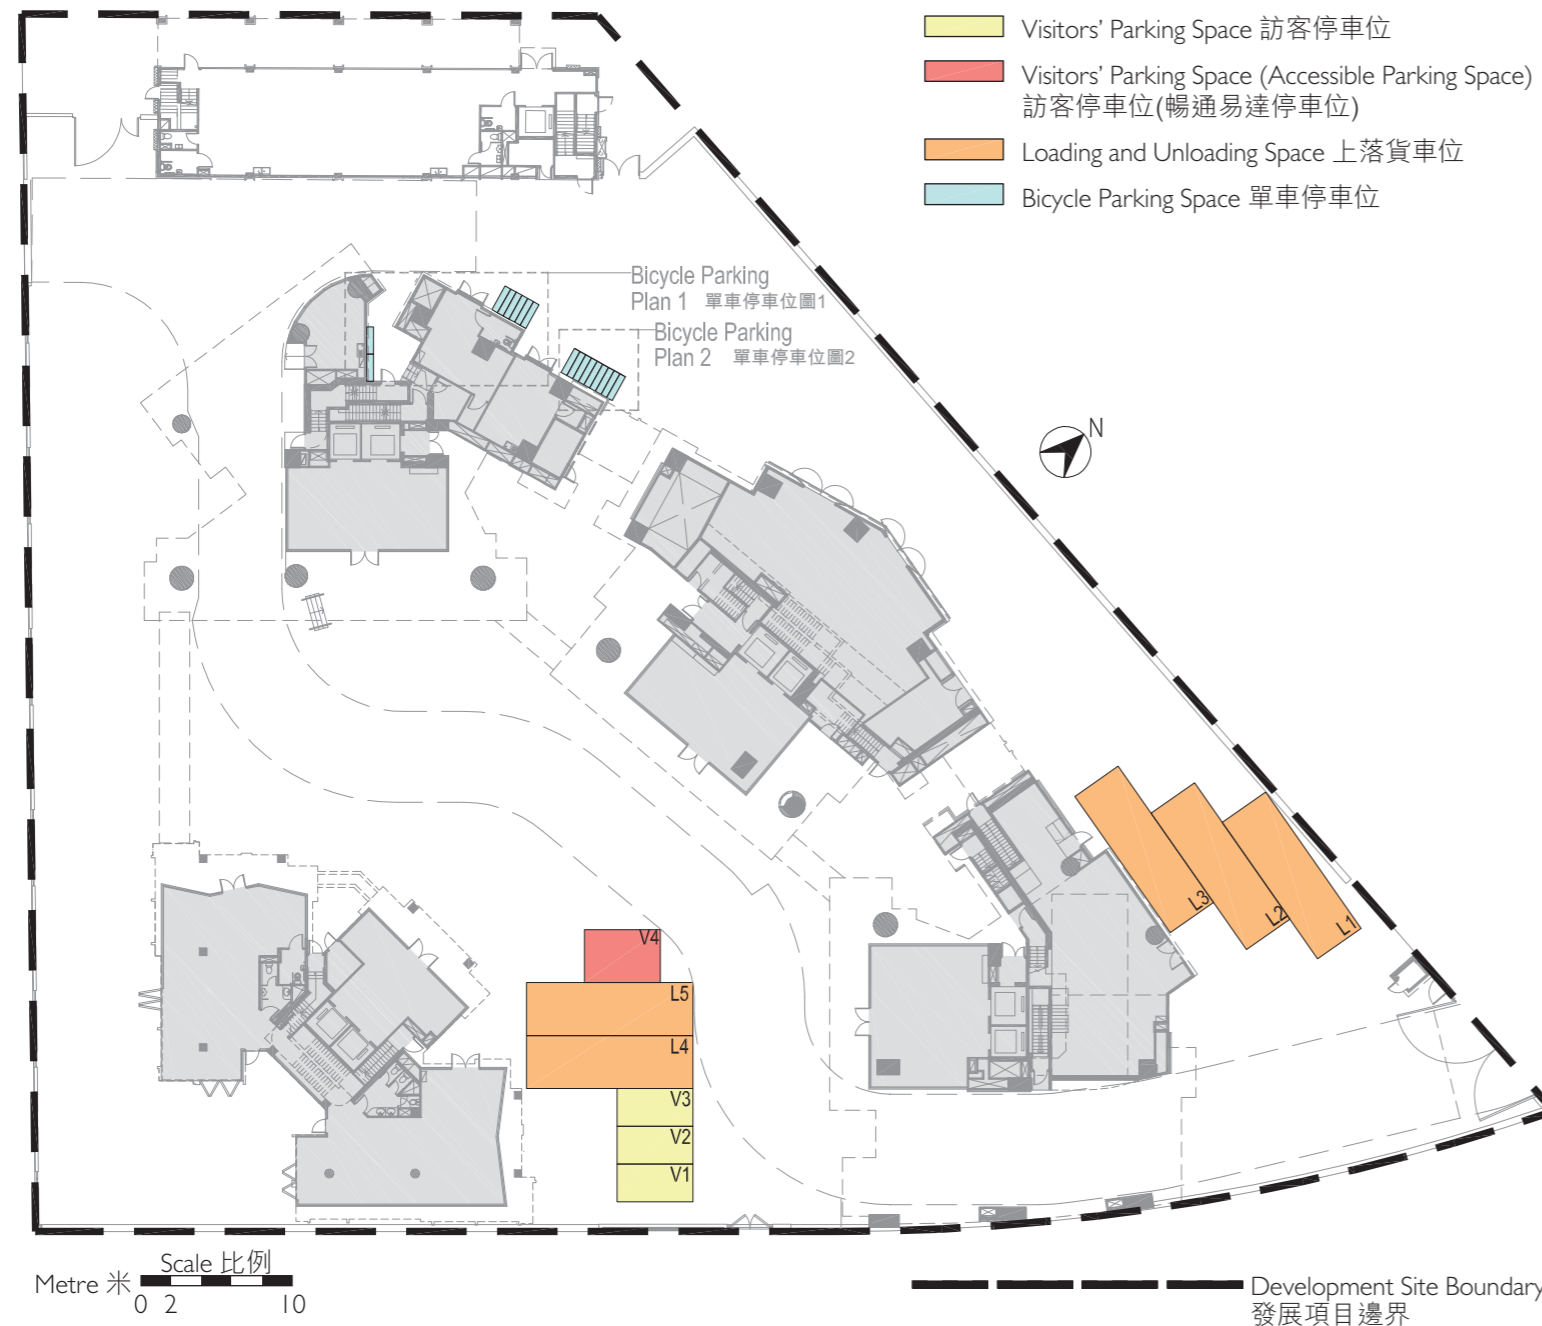 Visitors' Parking Space 訪客停車位
Visitors' Parking Space (Accessible Parking Space)
訪客停車位(暢通易達停車位)
Loading and Unloading Space 上落貨車位
Bicycle Parking Space 單車停車位
Bicycle Parking
Plan 1 單車停車位圖1
Bicycle Parking
Plan 2 單車停車位圖2
N
L3
L2
L1
V4
L5
L4
V3
V2
V1
Scale 比例
Metre 米
0 2 10
Development Site Boundary
發展項目邊界